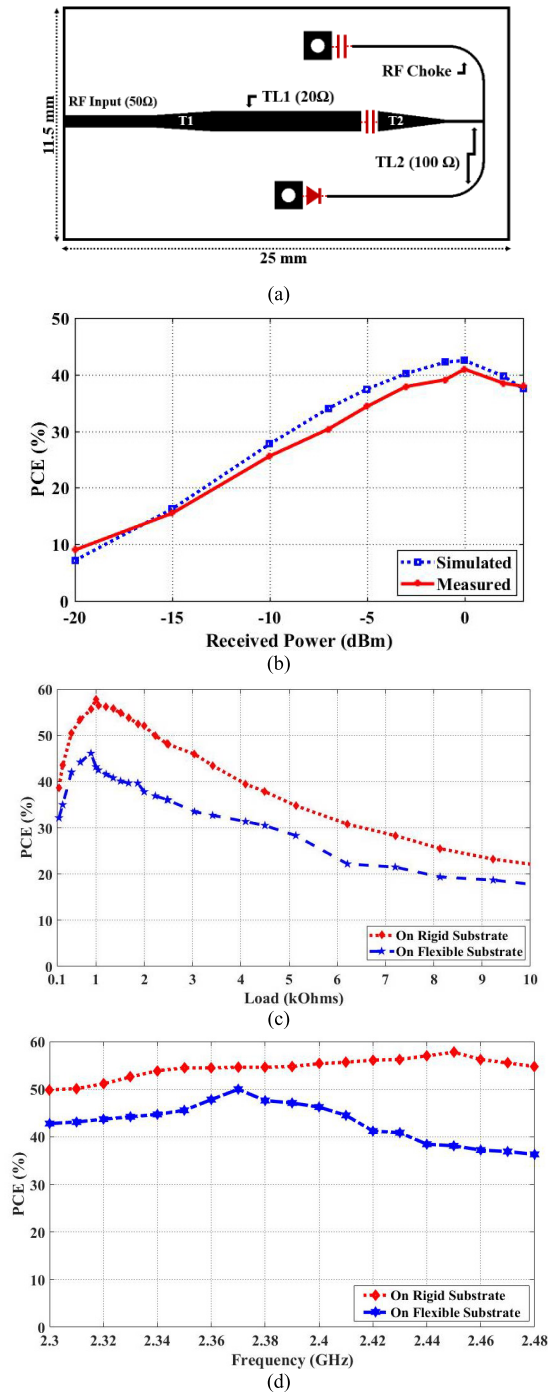 RF Choke
RF Input (50Ω)
TL1 (20Ω)
T1
T2
TL2 (100 Ω)
11.5 mm
25 mm
(a)
50
40
30
20
10
0
PCE (%)
Simulated
Measured
-20 -15 -10 -5 0
Received Power (dBm)
(b)
60
50
40
30
20
10
0
PCE (%)
On Rigid Substrate
On Flexible Substrate
0.1 1 2 3 4 5 6 7 8 9 10
Load (kOhms)
(c)
60
50
40
30
20
10
0
PCE (%)
On Rigid Substrate
On Flexible Substrate
2.3 2.32 2.34 2.36 2.38 2.4 2.42 2.44 2.46 2.48
Frequency (GHz)
(d)